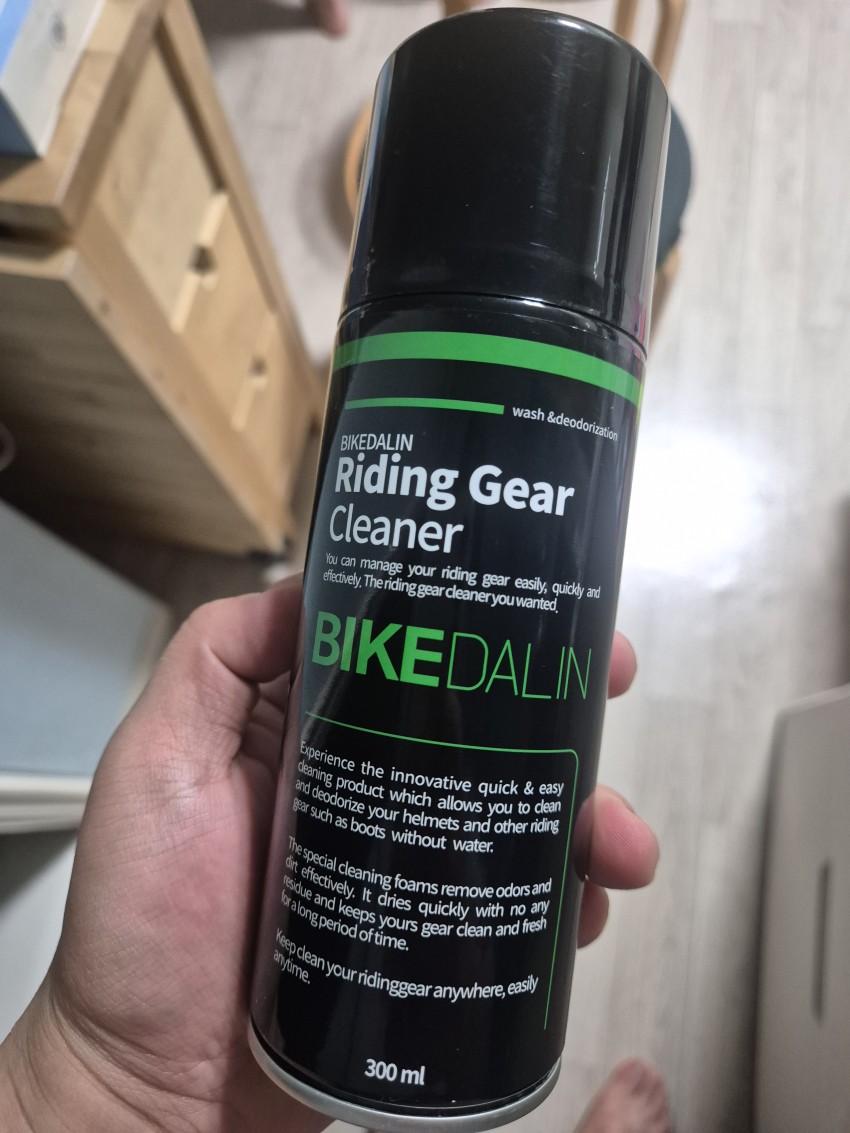 wash &deodorization
BIKEDALIN
Riding Gear
Cleaner
You can manage your riding gear easily, quickly and
effectively. The riding gear cleaner you wanted.
BIKEDALIN
Experience the innovative quick & easy
cleaning product which allows you to clean
and deodorize your helmets and other riding
gear such as boots without water.
The special cleaning foams remove odors and
dirt effectively. It dries quickly with no any
residue and keeps yours gear clean and fresh
for a long period of time.
Keep clean your ridinggear anywhere, easily
anytime.
300 ml